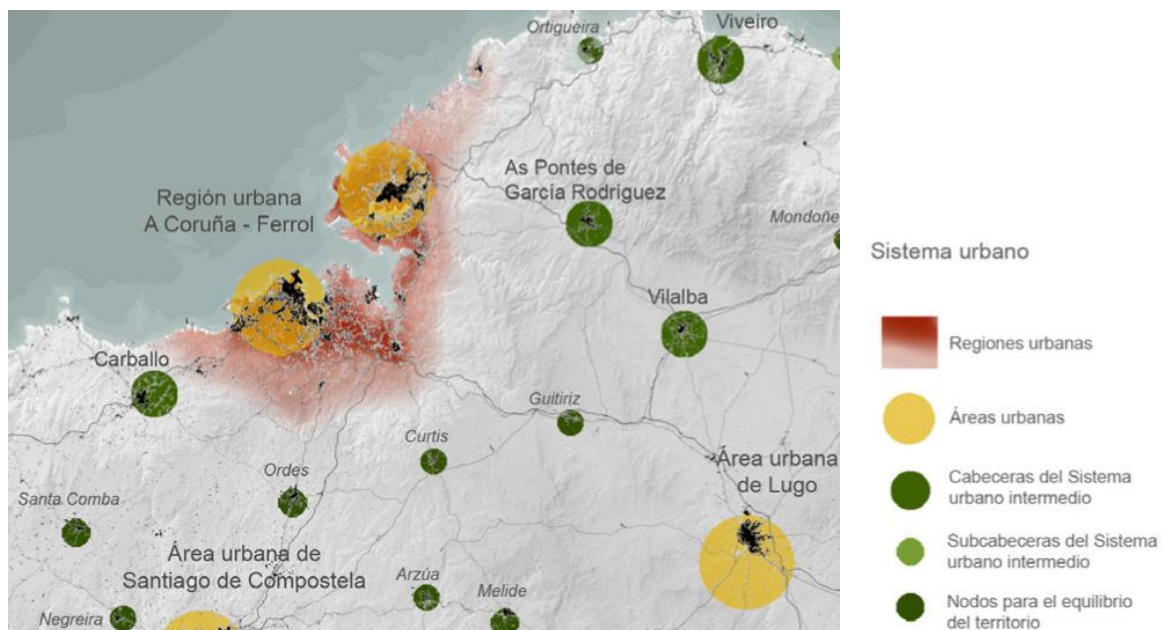 Ortigueira
Viveiro
As Pontes de
García Rodríguez
Región urbana
A Coruña - Ferrol
Mondoñe
Vilalba
Carballo
Guitiriz
Curtis
Área urbana
de Lugo
Ordes
Santa Comba
Área urbana de
Santiago de Compostela
Arzúa
Melide
Negreira
Sistema urbano
Regiones urbanas
Áreas urbanas
Cabeceras del Sistema
urbano intermedio
Subcabeceras del Sistema
urbano intermedio
Nodos para el equilibrio
del territorio